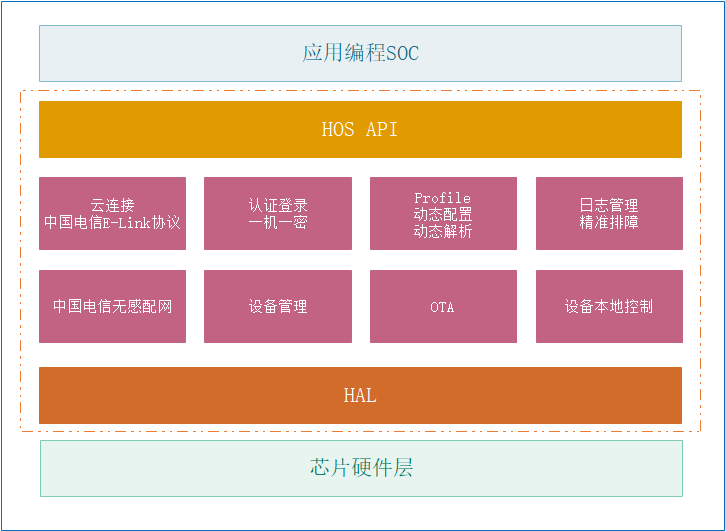 应用编程SOC
HOS API
云连接
中国电信E-Link协议
认证登录
一机一密
Profile
动态配置
动态解析
日志管理
精准排障
中国电信无感配网
设备管理
OTA
设备本地控制
HAL
芯片硬件层